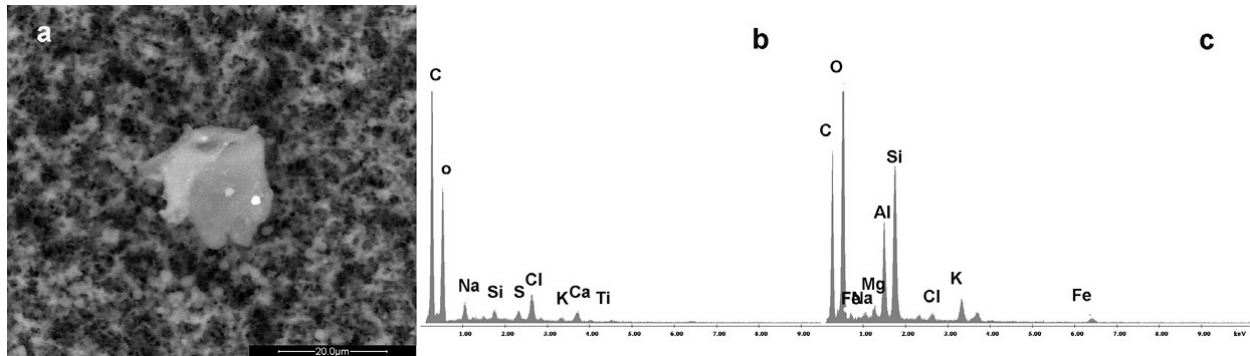 a
20.0µm
b
C
o
Na
Si
S
Cl
K
Ca
Ti
1.00 2.00 3.00 4.00 5.00 6.00 7.00 8.00 9.00
c
O
C
Si
Al
Fe
Na
Mg
Cl
K
Fe
1.00 2.00 3.00 4.00 5.00 6.00 7.00 8.00 9.00 keV